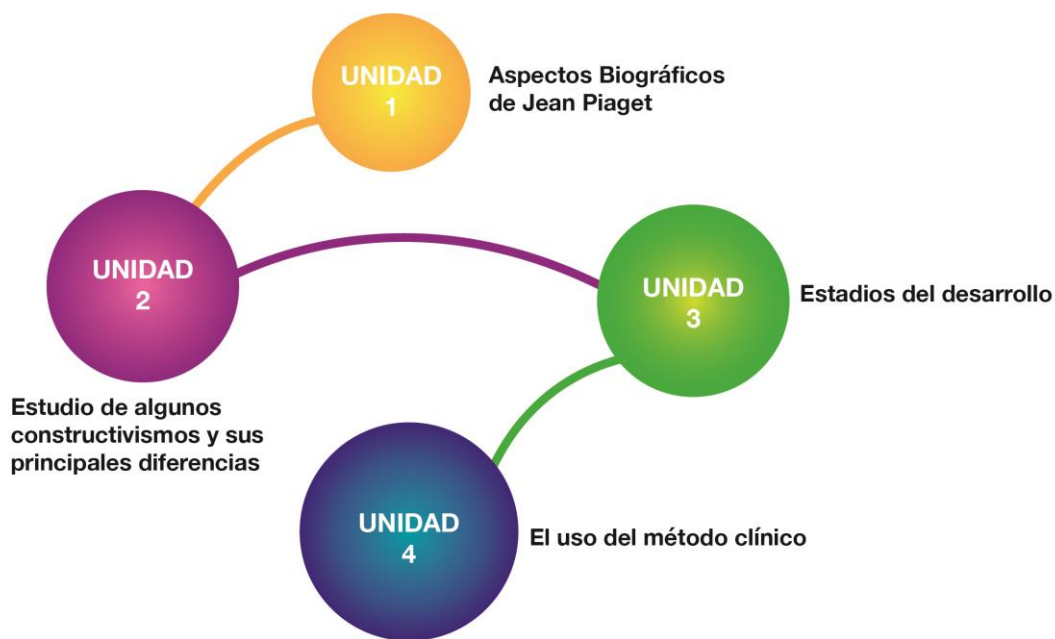 UNIDAD
1
Aspectos Biográficos
de Jean Piaget
UNIDAD
2
Estudio de algunos
constructivismos y sus
principales diferencias
UNIDAD
3
Estadios del desarrollo
UNIDAD
4
El uso del método clínico